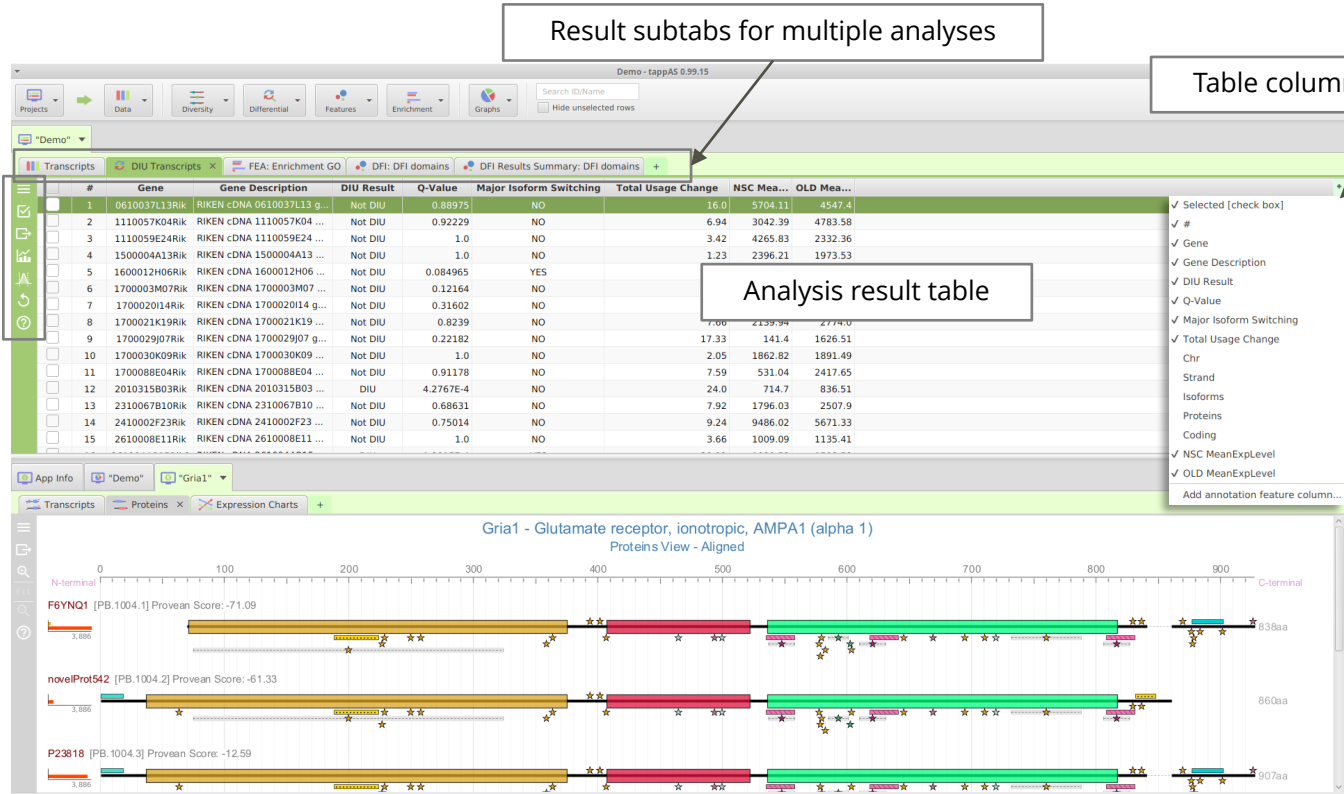 Result subtabs for multiple analyses
Table colum
Demo - tappAS 0.99.15
Projects Data Diversity Differential Features Enrichment Graphs
Search ID/Name
Hide unselected rows
"Demo"
Transcripts DIU Transcripts × FEA: Enrichment GO DFI: DFI domains DFI Results Summary: DFI domains +
# Gene Gene Description DIU Result Q-Value Major Isoform Switching Total Usage Change NSC Mea... OLD Mea... +
1 0610037L13Rik RIKEN cDNA 0610037L13 g... Not DIU 0.88975 NO 16.0 5704.11 4547.4
2 1110057K04Rik RIKEN cDNA 1110057K04 ... Not DIU 0.92229 NO 6.94 3042.39 4783.58
3 1110059E24Rik RIKEN cDNA 1110059E24 ... Not DIU 1.0 NO 3.42 4265.83 2332.36
4 1500004A13Rik RIKEN cDNA 1500004A13 ... Not DIU 1.0 NO 1.23 2396.21 1973.53
5 1600012H06Rik RIKEN cDNA 1600012H06 ... Not DIU 0.084965 YES
6 1700003M07Rik RIKEN cDNA 1700003M07 ... Not DIU 0.12164 NO
7 1700020I14Rik RIKEN cDNA 1700020I14 g... Not DIU 0.31602 NO
8 1700021K19Rik RIKEN cDNA 1700021K19 ... Not DIU 0.8239 NO 7.66 2139.94 2774.0
9 1700029J07Rik RIKEN cDNA 1700029J07 g... Not DIU 0.22182 NO 17.33 141.4 1626.51
10 1700030K09Rik RIKEN cDNA 1700030K09 ... Not DIU 1.0 NO 2.05 1862.82 1891.49
11 1700088E04Rik RIKEN cDNA 1700088E04 ... Not DIU 0.91178 NO 7.59 531.04 2417.65
12 2010315B03Rik RIKEN cDNA 2010315B03 ... DIU 4.2767E-4 NO 24.0 714.7 836.51
13 2310067B10Rik RIKEN cDNA 2310067B10 ... Not DIU 0.68631 NO 7.92 1796.03 2507.9
14 2410002F23Rik RIKEN cDNA 2410002F23 ... Not DIU 0.75014 NO 9.24 9486.02 5671.33
15 2610008E11Rik RIKEN cDNA 2610008E11 ... Not DIU 1.0 NO 3.66 1009.09 1135.41
Analysis result table
✓ Selected [check box]
✓ #
✓ Gene
✓ Gene Description
✓ DIU Result
✓ Q-Value
✓ Major Isoform Switching
✓ Total Usage Change
Chr
Strand
Isoforms
Proteins
Coding
✓ NSC MeanExpLevel
✓ OLD MeanExpLevel
Add annotation feature column...
App Info "Demo" "Gria1"
Transcripts Proteins × Expression Charts +
Gria1 - Glutamate receptor, ionotropic, AMPA1 (alpha 1)
Proteins View - Aligned
0 100 200 300 400 500 600 700 800 900
N-terminal C-terminal
F6YNQ1 [PB.1004.1] Provean Score: -71.09
3,886 838aa
novelProt542 [PB.1004.2] Provean Score: -61.33
3,886 860aa
P23818 [PB.1004.3] Provean Score: -12.59
3,886 907aa